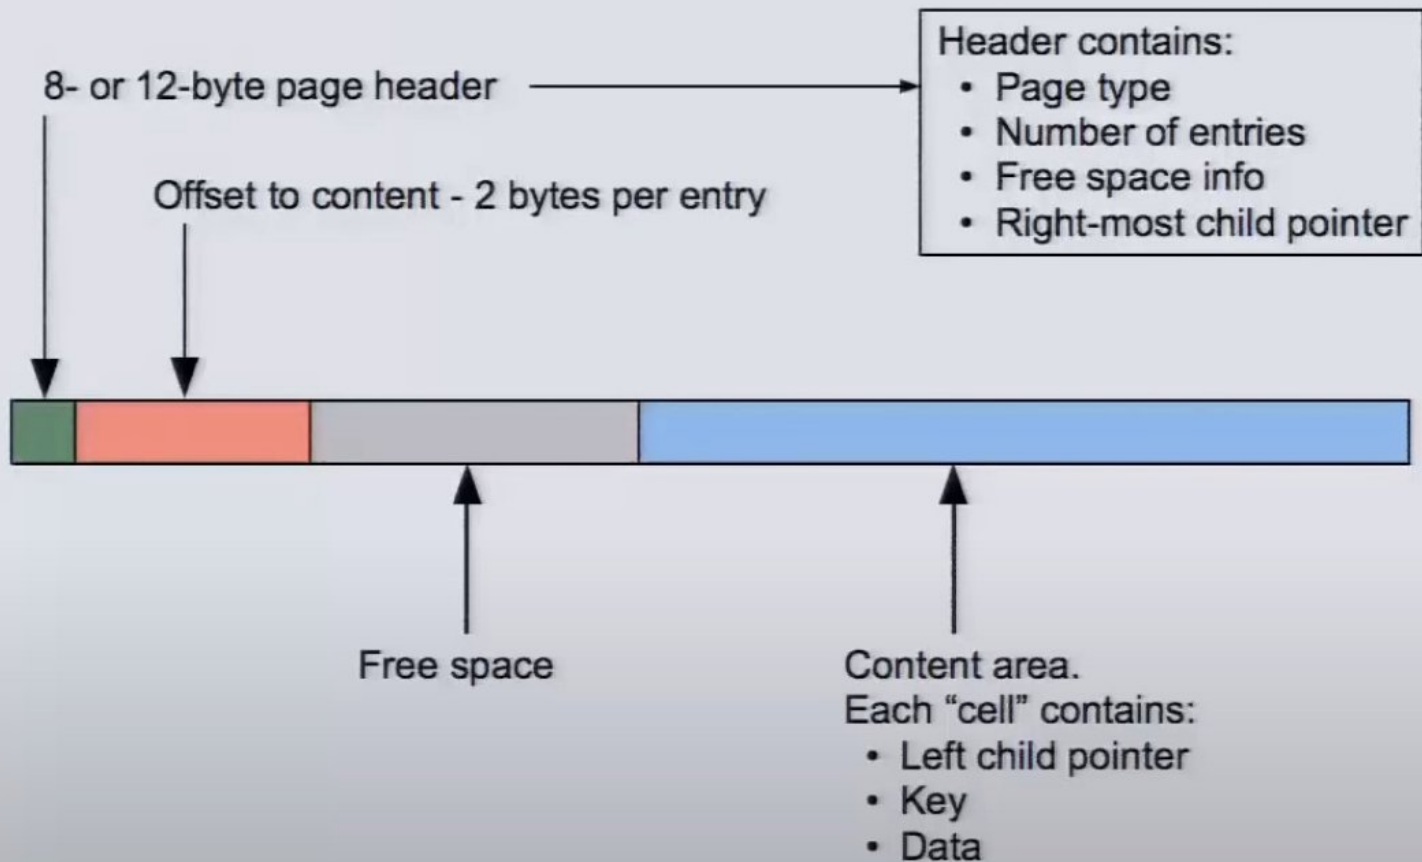 8- or 12-byte page header
Header contains:
• Page type
• Number of entries
• Free space info
• Right-most child pointer
Offset to content - 2 bytes per entry
Free space
Content area.
Each “cell” contains:
• Left child pointer
• Key
• Data